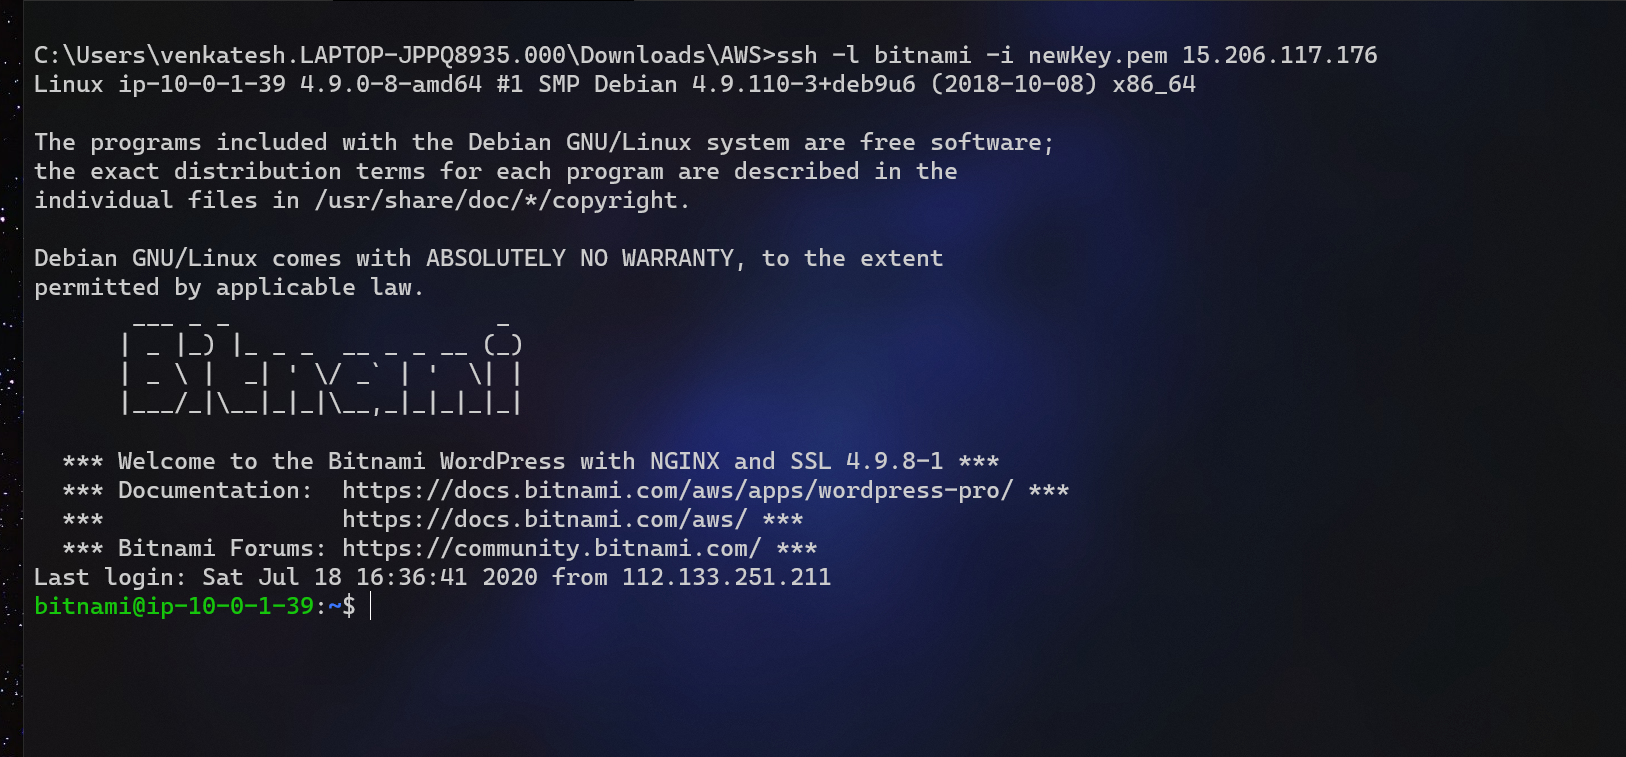 C:\Users\venkatesh.LAPTOP-JPPQ8935.000\Downloads\AWS>ssh -l bitnami -i newKey.pem 15.206.117.176
Linux ip-10-0-1-39 4.9.0-8-amd64 #1 SMP Debian 4.9.110-3+deb9u6 (2018-10-08) x86_64
The programs included with the Debian GNU/Linux system are free software;
the exact distribution terms for each program are described in the
individual files in /usr/share/doc/*/copyright.
Debian GNU/Linux comes with ABSOLUTELY NO WARRANTY, to the extent
permitted by applicable law.
       ___ _ _                   _
      | _ |_) |_ _ _  __ _ _ __ (_)
      | _ \ |  _| ' \/ _` | '  \| |
      |___/_|\__|_|_|\__,_|_|_|_|_|
  *** Welcome to the Bitnami WordPress with NGINX and SSL 4.9.8-1 ***
  *** Documentation:  https://docs.bitnami.com/aws/apps/wordpress-pro/ ***
  ***                 https://docs.bitnami.com/aws/ ***
  *** Bitnami Forums: https://community.bitnami.com/ ***
Last login: Sat Jul 18 16:36:41 2020 from 112.133.251.211
bitnami@ip-10-0-1-39:~$